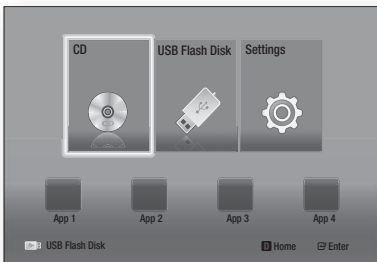 CD USB Flash Disk Settings
App 1 App 2 App 3 App 4
USB Flash Disk D Home Enter